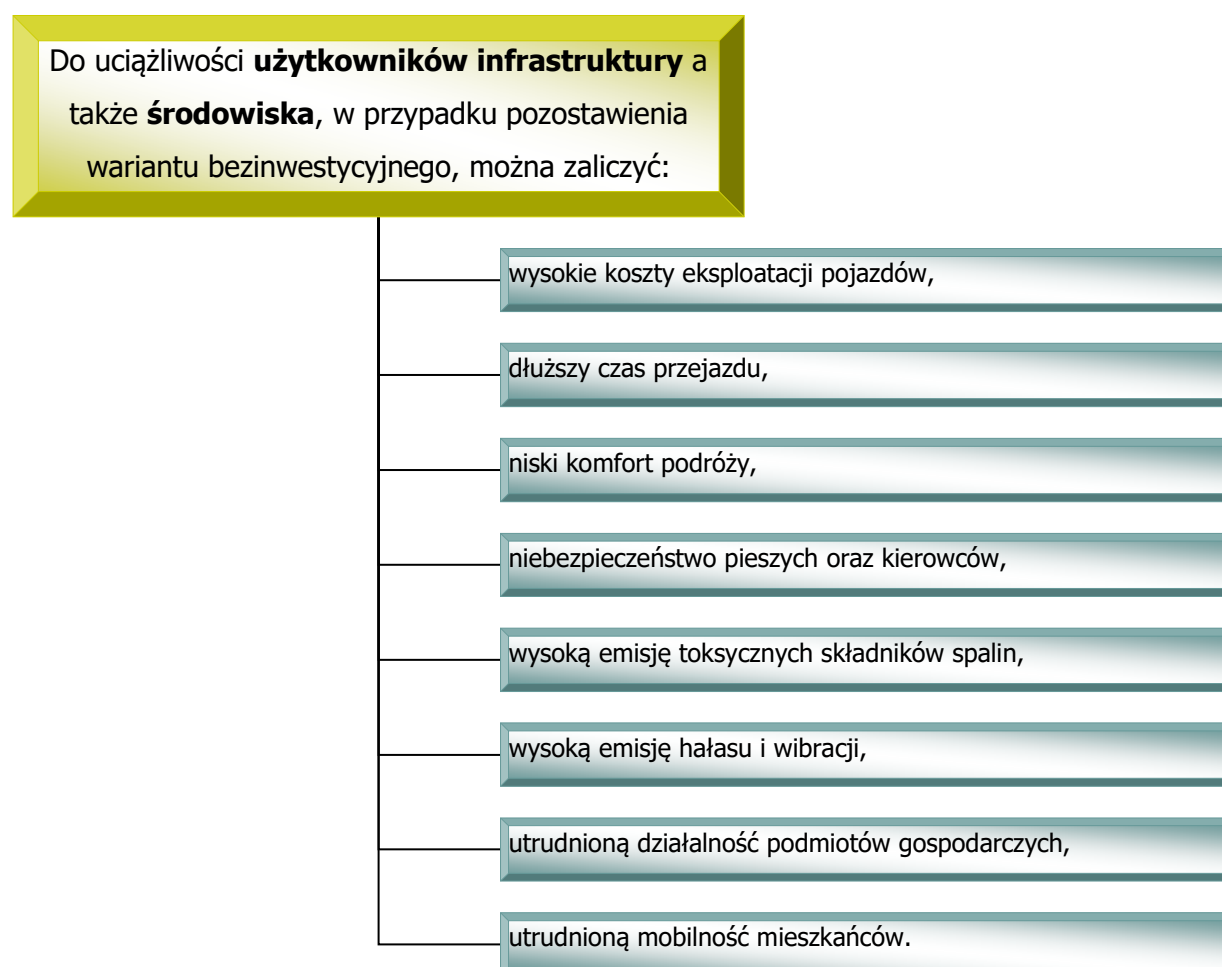 Do uciążliwości użytkowników infrastruktury a
także środowiska, w przypadku pozostawienia
wariantu bezinwestycyjnego, można zaliczyć:
wysokie koszty eksploatacji pojazdów,
dłuższy czas przejazdu,
niski komfort podróży,
niebezpieczeństwo pieszych oraz kierowców,
wysoką emisję toksycznych składników spalin,
wysoką emisję hałasu i wibracji,
utrudnioną działalność podmiotów gospodarczych,
utrudnioną mobilność mieszkańców.